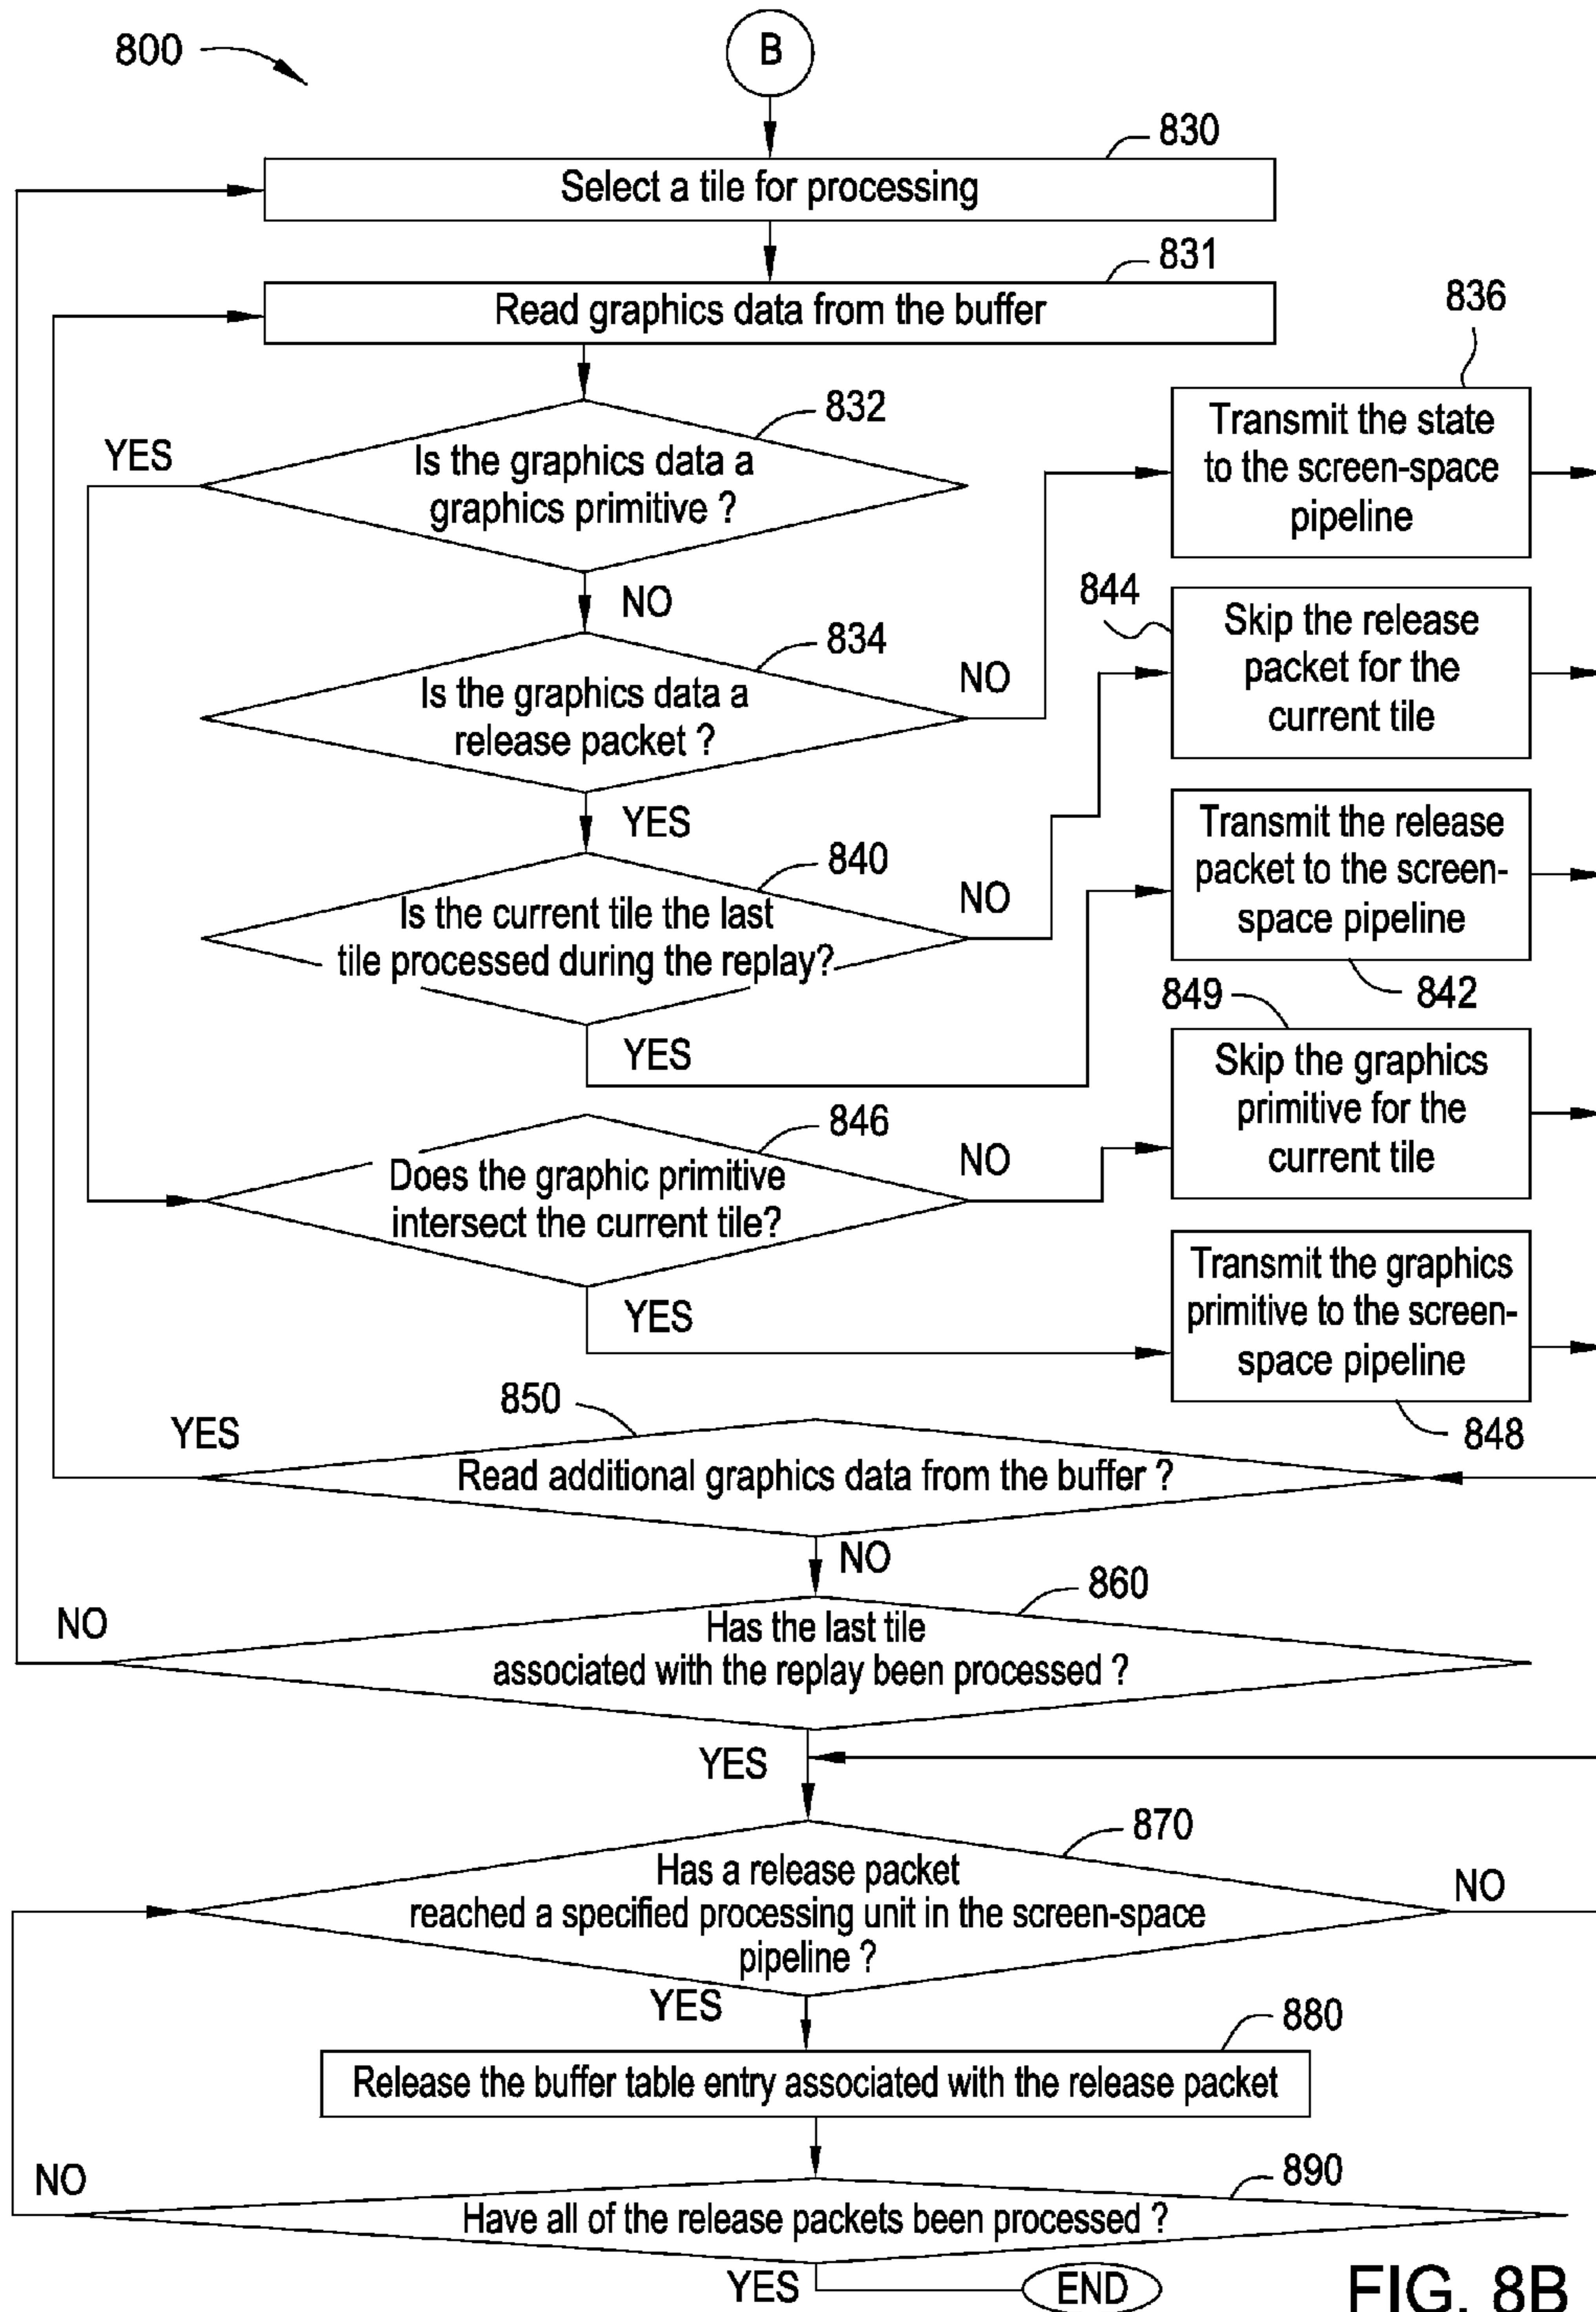 800
B
830
Select a tile for processing
831
Read graphics data from the buffer
836
832
Transmit the state
to the screen-space
pipeline
YES
Is the graphics data a
graphics primitive ?
NO
844
Skip the release
packet for the
current tile
834
NO
Is the graphics data a
release packet ?
YES
Transmit the release
packet to the screen-
space pipeline
840
NO
Is the current tile the last
tile processed during the replay?
842
849
YES
Skip the graphics
primitive for the
current tile
846
NO
Does the graphic primitive
intersect the current tile?
Transmit the graphics
primitive to the screen-
space pipeline
YES
850
848
YES
Read additional graphics data from the buffer ?
NO
860
NO
Has the last tile
associated with the replay been processed ?
YES
870
Has a release packet
reached a specified processing unit in the screen-space
pipeline ?
NO
YES
880
Release the buffer table entry associated with the release packet
890
NO
Have all of the release packets been processed ?
YES
END
FIG. 8B